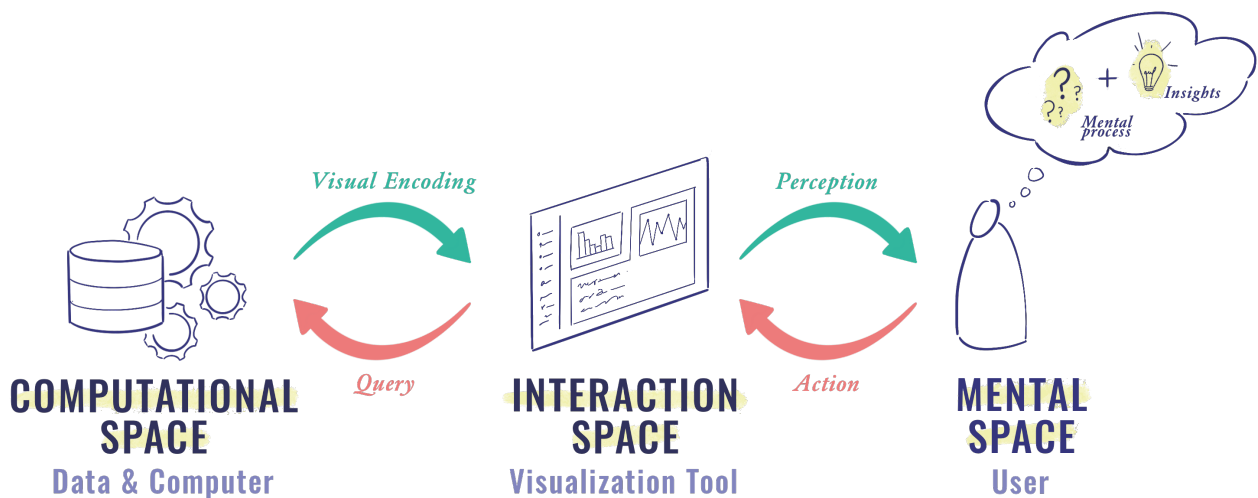 Insights
Mental
process
Visual Encoding
Perception
Query
Action
COMPUTATIONAL
SPACE
Data & Computer
INTERACTION
SPACE
Visualization Tool
MENTAL
SPACE
User